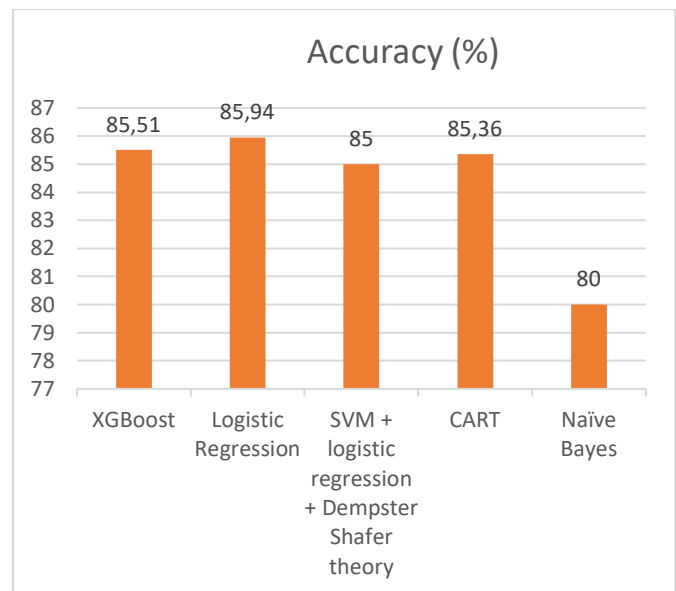 Accuracy (%)
87
86
85
84
83
82
81
80
79
78
77
85,51
85,94
85
85,36
80
XGBoost
Logistic
Regression
SVM +
logistic
regression
+ Dempster
Shafer
theory
CART
Naïve
Bayes